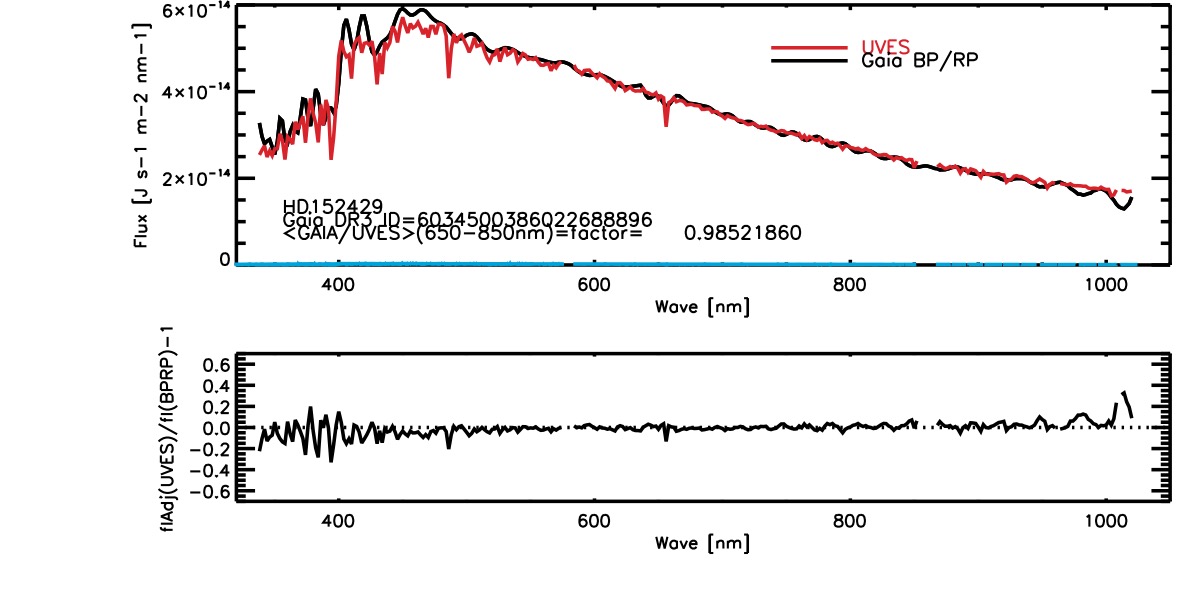 6×10-14
4×10-14
2×10-14
0
Flux [J s-1 m-2 nm-1]
UVES
Gaia BP/RP
HD152429
Gaia DR3 ID=6034500386022688896
<GAIA/UVES>(650-850nm)=factor= 0.98521860
400 600 800 1000
Wave [nm]
flAdj(UVES)/fl(BPRP)-1
0.6
0.4
0.2
0.0
-0.2
-0.4
-0.6
400 600 800 1000
Wave [nm]